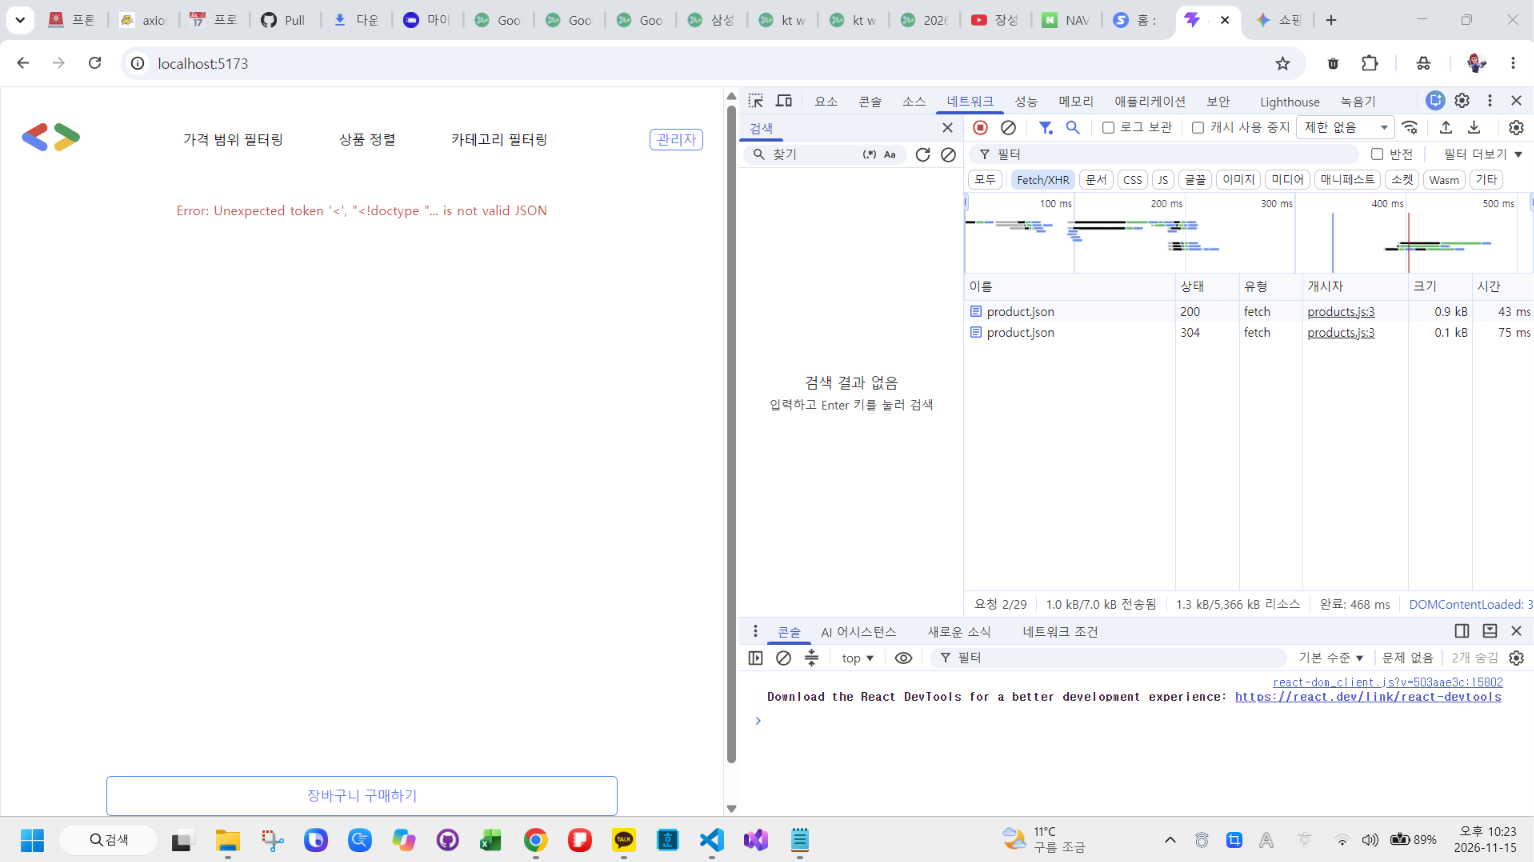 프론
axio
프로
Pull
다운
마이
Goo
Goo
Goo
삼성
kt w
kt w
2026
장성
NAV
홈 :
쇼핑
localhost:5173
가격 범위 필터링
상품 정렬
카테고리 필터링
관리자
Error: Unexpected token '<', "<!doctype "... is not valid JSON
장바구니 구매하기
요소
콘솔
소스
네트워크
성능
메모리
애플리케이션
보안
Lighthouse
녹음기
검색
로그 보관
캐시 사용 중지
제한 없음
찾기
(.*)
Aa
필터
반전
필터 더보기
모두
Fetch/XHR
문서
CSS
JS
글꼴
이미지
미디어
매니페스트
소켓
Wasm
기타
100 ms
200 ms
300 ms
400 ms
500 ms
이름
상태
유형
개시자
크기
시간
product.json 200 fetch products.js:3 0.9 kB 43 ms
product.json 304 fetch products.js:3 0.1 kB 75 ms
검색 결과 없음
입력하고 Enter 키를 눌러 검색
요청 2/29
1.0 kB/7.0 kB 전송됨
1.3 kB/5,366 kB 리소스
완료: 468 ms
DOMContentLoaded: 3
콘솔
AI 어시스턴스
새로운 소식
네트워크 조건
top
필터
기본 수준
문제 없음
2개 숨김
react-dom_client.js?v=503aae3c:15802
Download the React DevTools for a better development experience: https://react.dev/link/react-devtools
검색
TALK
11°C
구름 조금
A
89%
오후 10:23
2026-11-15